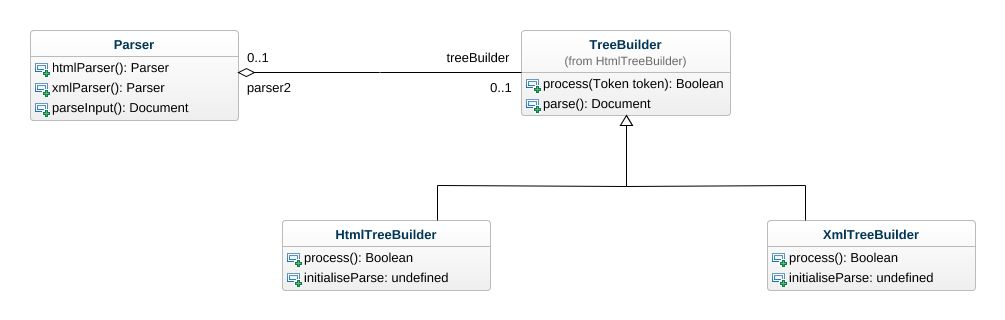 Parser
htmlParser(): Parser
xmlParser(): Parser
parseInput(): Document
0..1
parser2
treeBuilder
0..1
TreeBuilder
(from HtmlTreeBuilder)
process(Token token): Boolean
parse(): Document
HtmlTreeBuilder
process(): Boolean
initialiseParse: undefined
XmlTreeBuilder
process(): Boolean
initialiseParse: undefined